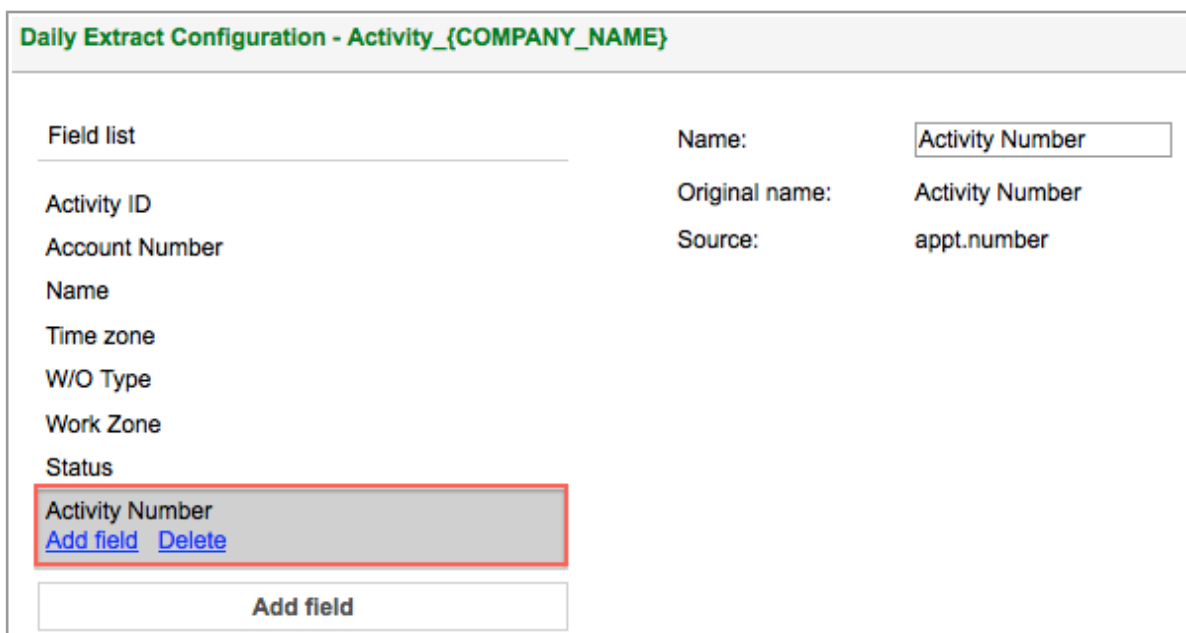 Daily Extract Configuration - Activity_{COMPANY_NAME}
Field list
Activity ID
Account Number
Name
Time zone
W/O Type
Work Zone
Status
Activity Number
Add field Delete
Add field
Name: Activity Number
Original name: Activity Number
Source: appt.number